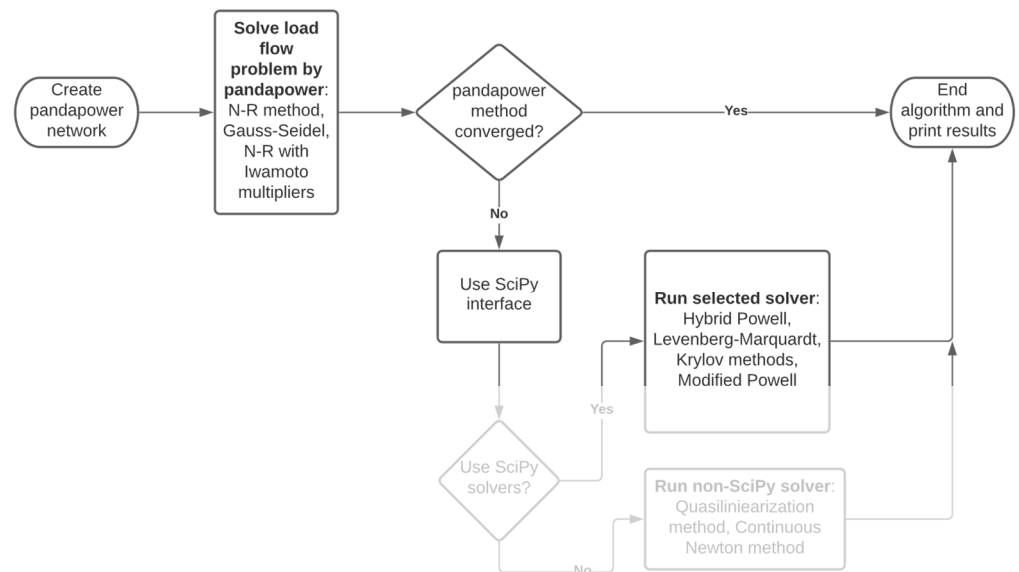 Create
pandapower
network
Solve load
flow
problem by
pandapower:
N-R method,
Gauss-Seidel,
N-R with
Iwamoto
multipliers
pandapower
method
converged?
Yes
End
algorithm and
print results
No
Use SciPy
interface
Run selected solver:
Hybrid Powell,
Levenberg-Marquardt,
Krylov methods,
Modified Powell
Yes
Use SciPy
solvers?
Run non-SciPy solver:
Quasiliniearization
method, Continuous
Newton method
No